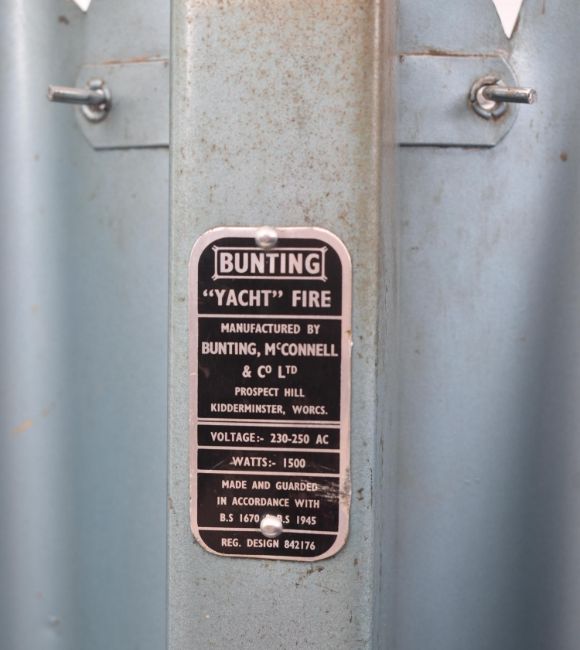 BUNTING
"YACHT" FIRE
MANUFACTURED BY
BUNTING, McCONNELL
& Co LTD
PROSPECT HILL
KIDDERMINSTER, WORCS.
VOLTAGE:- 230-250 AC
WATTS:- 1500
MADE AND GUARDED
IN ACCORDANCE WITH
B.S 1670 1945
REG. DESIGN 842176